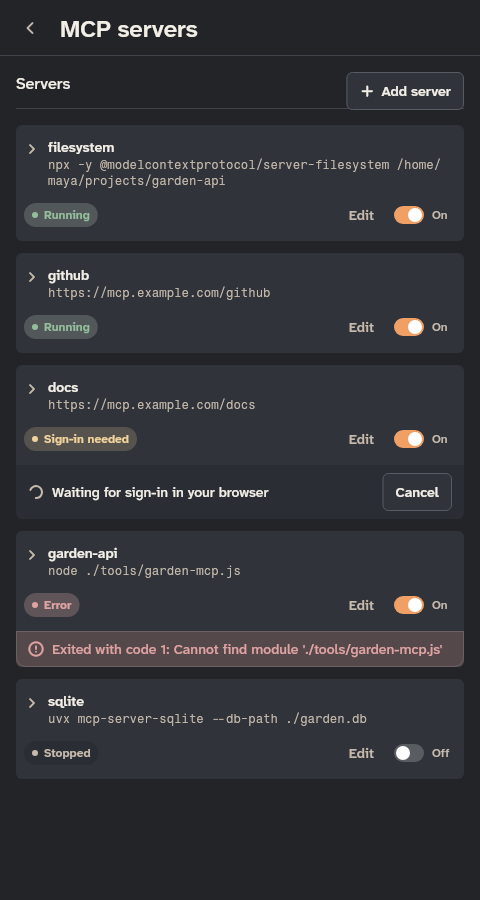 MCP servers
Servers
Add server
filesystem
npx -y @modelcontextprotocol/server-filesystem /home/
maya/projects/garden-api
Running
Edit
On
github
https://mcp.example.com/github
Running
Edit
On
docs
https://mcp.example.com/docs
Sign-in needed
Edit
On
Waiting for sign-in in your browser
Cancel
garden-api
node ./tools/garden-mcp.js
Error
Edit
On
Exited with code 1: Cannot find module './tools/garden-mcp.js'
sqlite
uvx mcp-server-sqlite --db-path ./garden.db
Stopped
Edit
Off